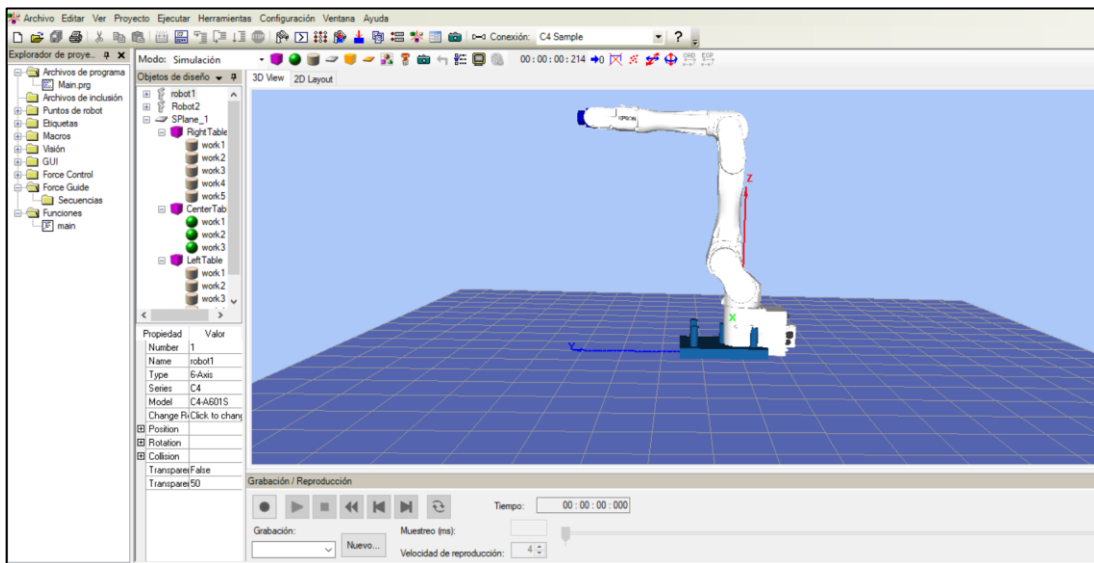 Archivo Editar Ver Proyecto Ejecutar Herramientas Configuración Ventana Ayuda
Conexión: C4 Sample
Explorador de proye...
Archivos de programa
Main.prg
Archivos de inclusión
Puntos de robot
Etiquetas
Macros
Visión
GUI
Force Control
Force Guide
Secuencias
Funciones
main
Modo: Simulación
00 : 00 : 00 : 214
Objetos de diseño
robot1
Robot2
SPlane_1
RightTable
work1
work2
work3
work4
work5
CenterTab
work1
work2
work3
LeftTable
work1
work2
work3
Propiedad Valor
Number 1
Name robot1
Type 6-Axis
Series C4
Model C4-A601S
Change R Click to chang
Position
Rotation
Collision
Transpare False
Transpare 50
3D View 2D Layout
EPSON
Z
X
Y
Grabación / Reproducción
Tiempo: 00 : 00 : 00 : 000
Grabación:
Nuevo...
Muestreo (ms):
Velocidad de reproducción: 4